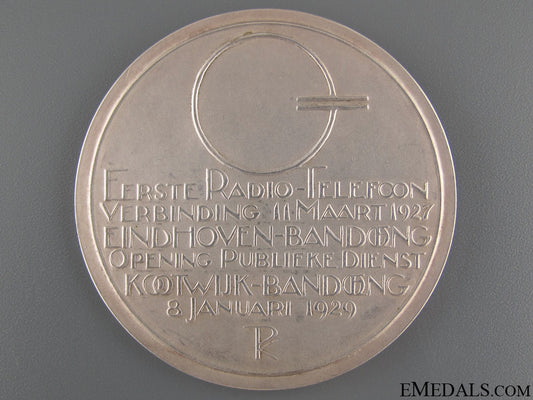 EERSTE RADIO-TELEFOON
VERBINDING 11 MAART 1927
EINDHOVEN-BANDOENG
OPENING PUBLIEKE DIENST
KOOTWIJK-BANDOENG
8 JANUARI 1929
EMEDALS.COM